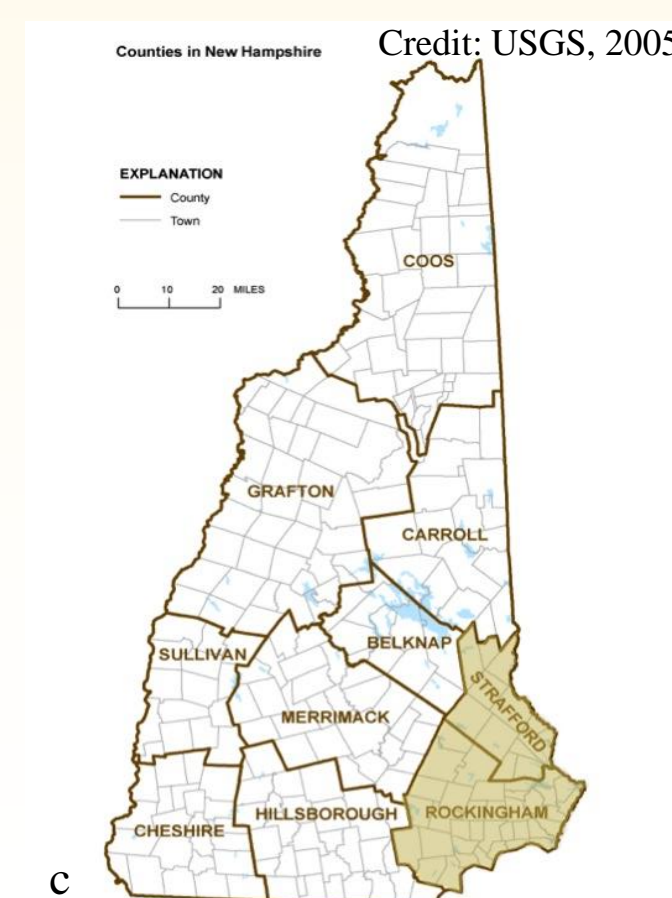 Counties in New Hampshire
Credit: USGS, 2005
EXPLANATION
County
Town
0 10 20 MILES
COOS
GRAFTON
CARROLL
BELKNAP
SULLIVAN
STRAFFORD
MERRIMACK
HILLSBOROUGH
ROCKINGHAM
CHESHIRE
c